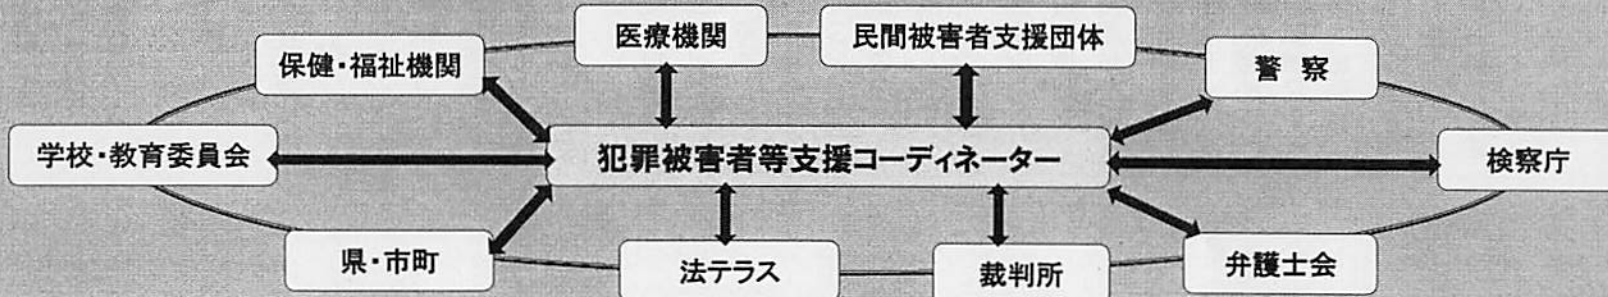 医療機関
民間被害者支援団体
保健・福祉機関
警 察
学校・教育委員会
犯罪被害者等支援コーディネーター
検察庁
県・市町
法テラス
裁判所
弁護士会